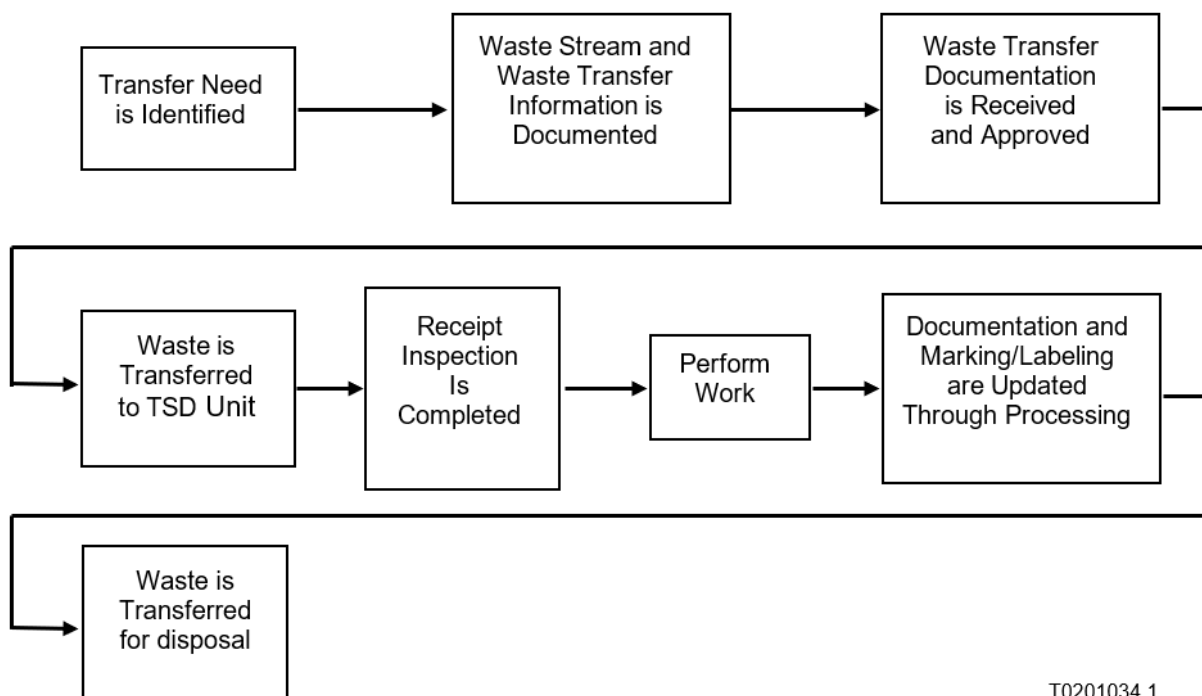 Transfer Need
is Identified
Waste Stream and
Waste Transfer
Information is
Documented
Waste Transfer
Documentation
is Received
and Approved
Waste is
Transferred
to TSD Unit
Receipt
Inspection
Is
Completed
Perform
Work
Documentation and
Marking/Labeling
are Updated
Through Processing
Waste is
Transferred
for disposal
T0201034.1